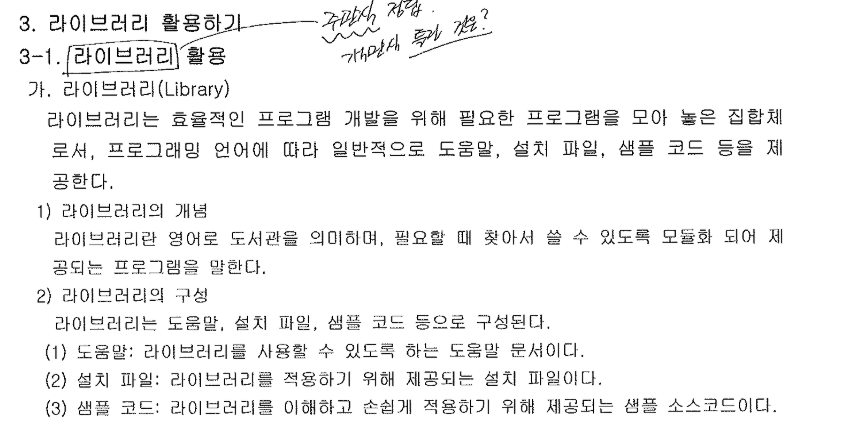 3. 라이브러리 활용하기
주관식 정답.
객관식 틀린 것은?
3-1. 라이브러리 활용
가. 라이브러리(Library)
라이브러리는 효율적인 프로그램 개발을 위해 필요한 프로그램을 모아 놓은 집합체
로서, 프로그래밍 언어에 따라 일반적으로 도움말, 설치 파일, 샘플 코드 등을 제
공한다.
1) 라이브러리의 개념
라이브러리란 영어로 도서관을 의미하며, 필요할 때 찾아서 쓸 수 있도록 모듈화 되어 제
공되는 프로그램을 말한다.
2) 라이브러리의 구성
라이브러리는 도움말, 설치 파일, 샘플 코드 등으로 구성된다.
(1) 도움말: 라이브러리를 사용할 수 있도록 하는 도움말 문서이다.
(2) 설치 파일: 라이브러리를 적용하기 위해 제공되는 설치 파일이다.
(3) 샘플 코드: 라이브러리를 이해하고 손쉽게 적용하기 위해 제공되는 샘플 소스코드이다.